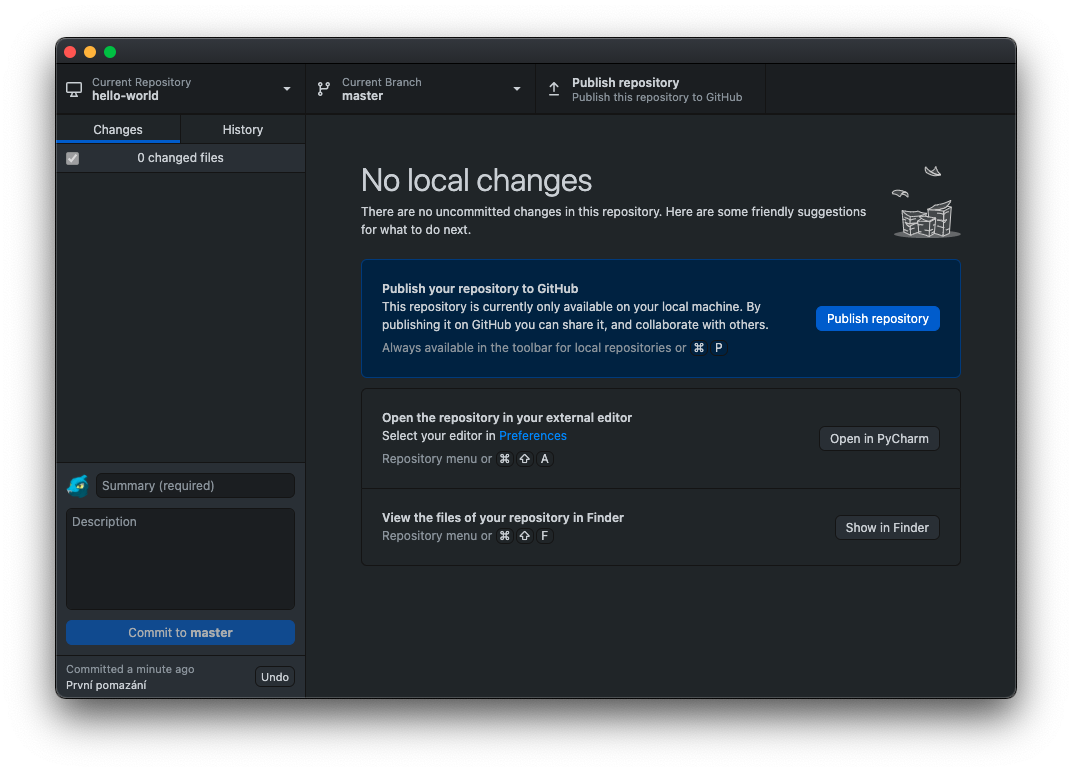 Current Repository
hello-world
Current Branch
master
Publish repository
Publish this repository to GitHub
Changes
History
0 changed files
No local changes
There are no uncommitted changes in this repository. Here are some friendly suggestions
for what to do next.
Publish your repository to GitHub
This repository is currently only available on your local machine. By
publishing it on GitHub you can share it, and collaborate with others.
Always available in the toolbar for local repositories or ⌘ P
Publish repository
Open the repository in your external editor
Select your editor in Preferences
Repository menu or ⌘ ⇧ A
Open in PyCharm
View the files of your repository in Finder
Repository menu or ⌘ ⇧ F
Show in Finder
Summary (required)
Description
Commit to master
Committed a minute ago
První pomazání
Undo